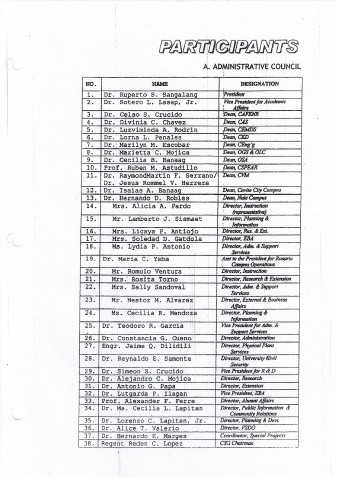 PARTICIPANTS
A. ADMINISTRATIVE COUNCIL
NO. NAME DESIGNATION
1. Dr. Ruperto S. Sangalang President
2. Dr. Sotero L. Lasap, Jr. Vice President for Academic
Affairs
3. Dr. Celso S. Crucido Dean, CAFENR
4. Dr. Divinia C. Chavez Dean, CAS
5. Dr. Luzviminda A. Rodrin Dean, CEMDS
6. Dr. Lorna L. Penales Dean, CED
7. Dr. Marilyn M. Escobar Dean, CEng'g
8. Dr. Marietta C. Mojica Dean, OGS & OLC
9. Dr. Cecilia B. Banaag Dean, OSA
10. Prof. Ruben M. Astudillo Dean, CSPEAR
11. Dr. RaymondMartin F. Serrano/ Dean, CVM
Dr. Jesus Rommel V. Herrera
12. Dr. Isaias A. Banaag Dean, Cavite City Campus
13. Dr. Hernando D. Robles Dean, Naic Campus
14. Mrs. Alicia A. Pardo Director, Instruction
(representative)
15. Mr. Lamberto J. Sismaet Director, Planning &
Information
16. Mrs. Ligaya P. Antiojo Director, Bus. & Ext.
17. Mrs. Soledad D. Gatdula Director, EBA
18. Ms. Lydia P. Antonio Director, Adm. & Support
Services
19. Dr. Maria C. Yaba Asst to the President for Rosario
Campus Operations
20. Mr. Romulo Ventura Director, Instruction
21. Mrs. Rosita Torno Director, Research & Extension
22. Mrs. Selly Sandoval Director, Adm. & Support
Services
23. Mr. Nestor M. Alvarez Director, External & Business
Affairs
24. Ms. Cecilia R. Mendoza Director, Planning &
Information
25. Dr. Teodoro R. Garcia Vice President for Adm. &
Support Services
26. Dr. Constancia G. Cueno Director, Administration
27. Engr. Jaime Q. Dilidili Director, Physical Plant
Services
28. Dr. Reynaldo E. Samonte Director, University Civil
Security
29. Dr. Simeon S. Crucido Vice President for R & D
30. Dr. Alejandro C. Mojica Director, Research
31. Dr. Antonio G. Papa Director, Extension
32. Dr. Lutgarda P. Ilagan Vice President, EBA
33. Prof. Alexander F. Ferre Director, Alumni Affairs
34. Dr. Ma. Cecilia L. Lapitan Director, Public Information &
Community Relations
35. Dr. Lorenzo C. Lapitan, Jr. Director, Planning & Devt.
36. Dr. Alice T. Valerio Director, PIDO
37. Dr. Bernardo E. Marges Coordinator, Special Projects
38. Regent Reden C. Lopez CSG Chairman